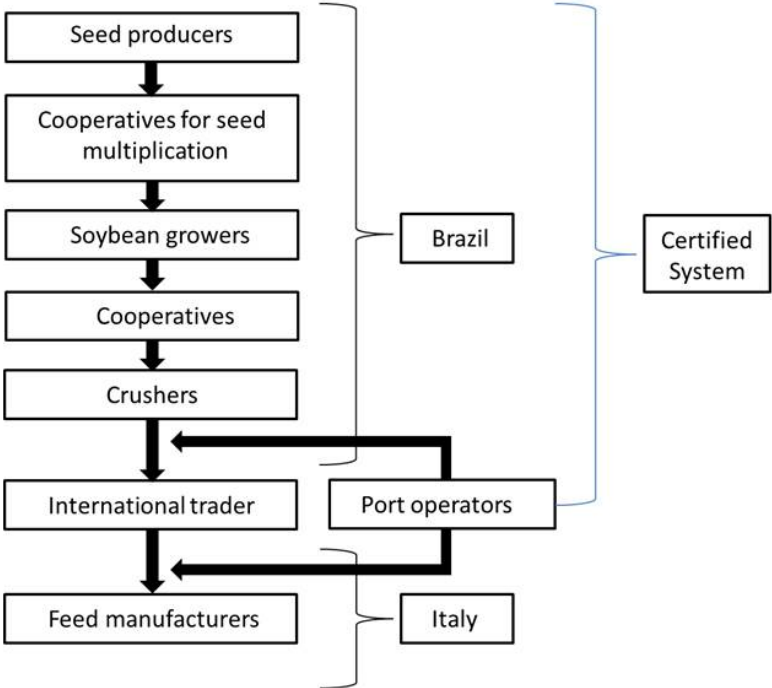 Seed producers
Cooperatives for seed
multiplication
Soybean growers
Brazil
Certified
System
Cooperatives
Crushers
International trader
Port operators
Feed manufacturers
Italy